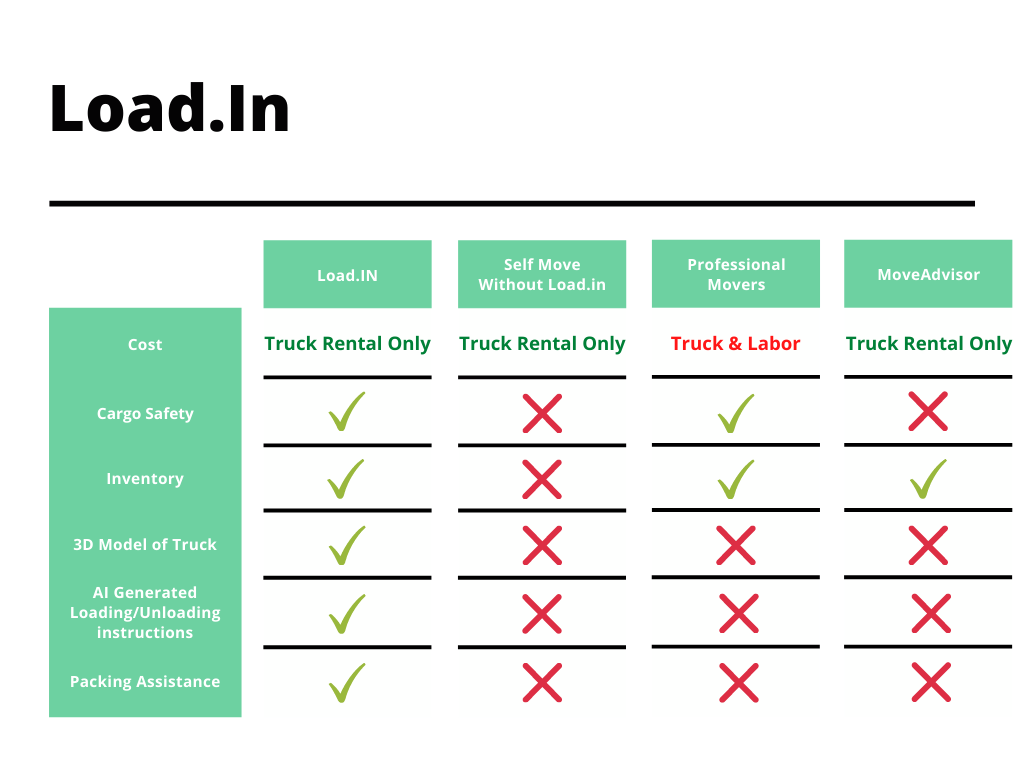 Load.In
Load.IN
Self Move
Without Load.in
Professional
Movers
MoveAdvisor
Cost
Truck Rental Only
Truck Rental Only
Truck & Labor
Truck Rental Only
Cargo Safety
Inventory
3D Model of Truck
AI Generated
Loading/Unloading
instructions
Packing Assistance